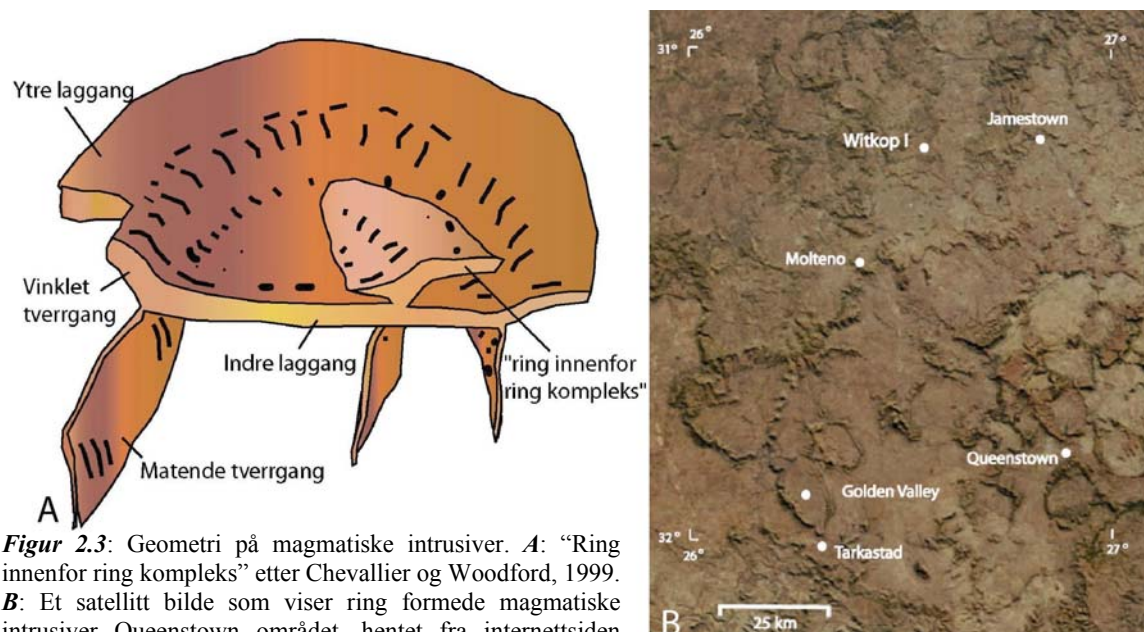 Ytre laggang
Vinklet
tverrgang
Indre laggang
"ring innenfor
ring kompleks"
Matende tverrgang
A
Figur 2.3: Geometri på magmatiske intrusiver. A: “Ring
innenfor ring kompleks” etter Chevallier og Woodford, 1999.
B: Et satellitt bilde som viser ring formede magmatiske
intrusiver Queenstown området, hentet fra internettsiden
26°
31°
27°
Jamestown
Witkop I
Molteno
Queenstown
Golden Valley
32°
26°
27°
Tarkastad
B
25 km